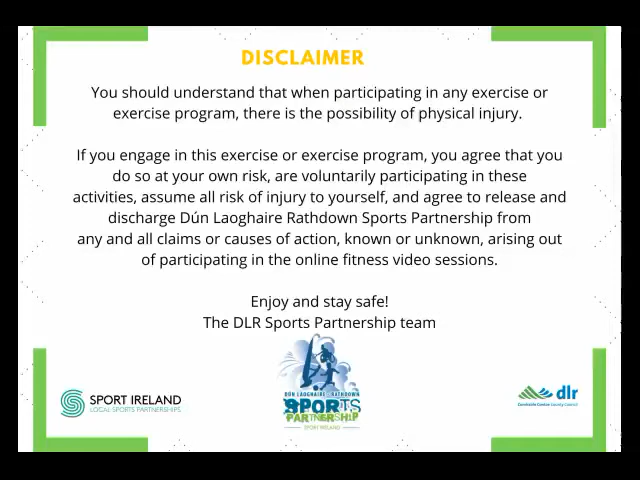 DISCLAIMER
You should understand that when participating in any exercise or
exercise program, there is the possibility of physical injury.
If you engage in this exercise or exercise program, you agree that you
do so at your own risk, are voluntarily participating in these
activities, assume all risk of injury to yourself, and agree to release and
discharge Dún Laoghaire Rathdown Sports Partnership from
any and all claims or causes of action, known or unknown, arising out
of participating in the online fitness video sessions.
Enjoy and stay safe!
The DLR Sports Partnership team
DÚN LAOGHAIRE - RATHDOWN
SPORTS
PARTNERSHIP
SPORT IRELAND
SPORT IRELAND
LOCAL SPORTS PARTNERSHIPS
dlr
County Council